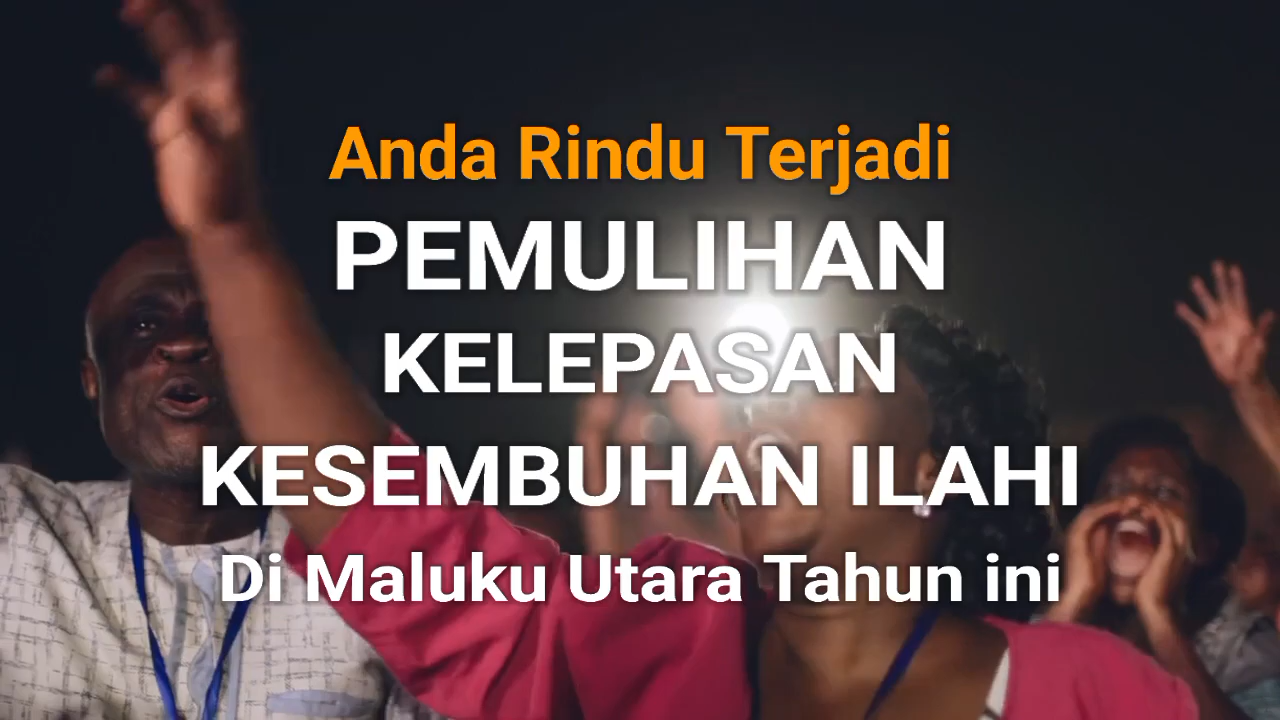 Anda Rindu Terjadi
PEMULIHAN
KELEPASAN
KESEMBUHAN ILAHI
Di Maluku Utara Tahun ini